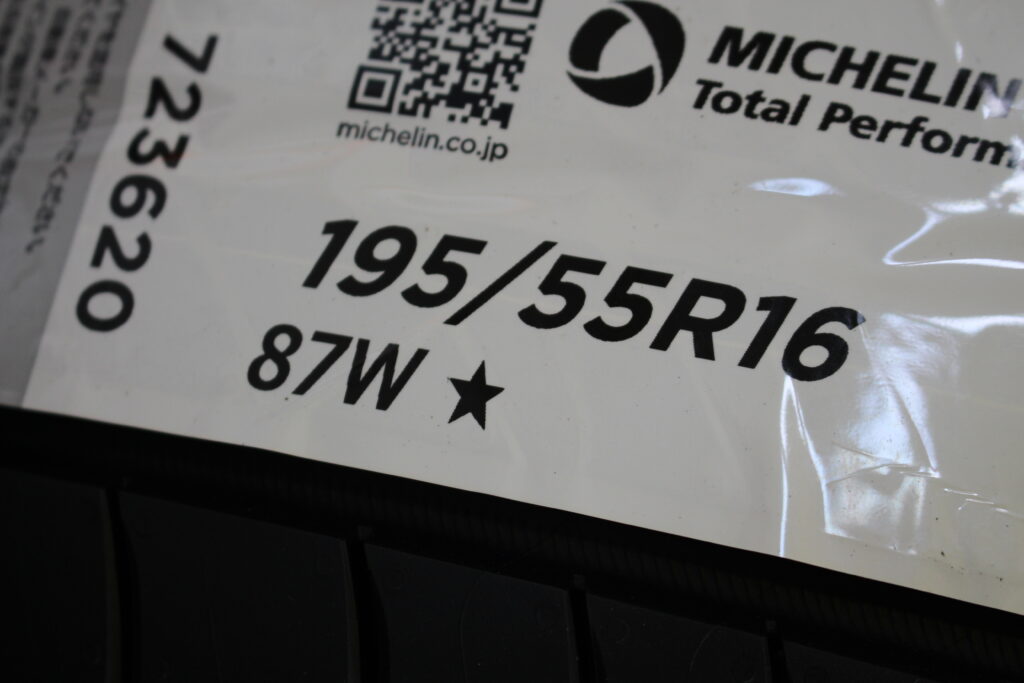 723620
michelin.co.jp
MICHELIN
Total Perform
195/55R16
87W ★